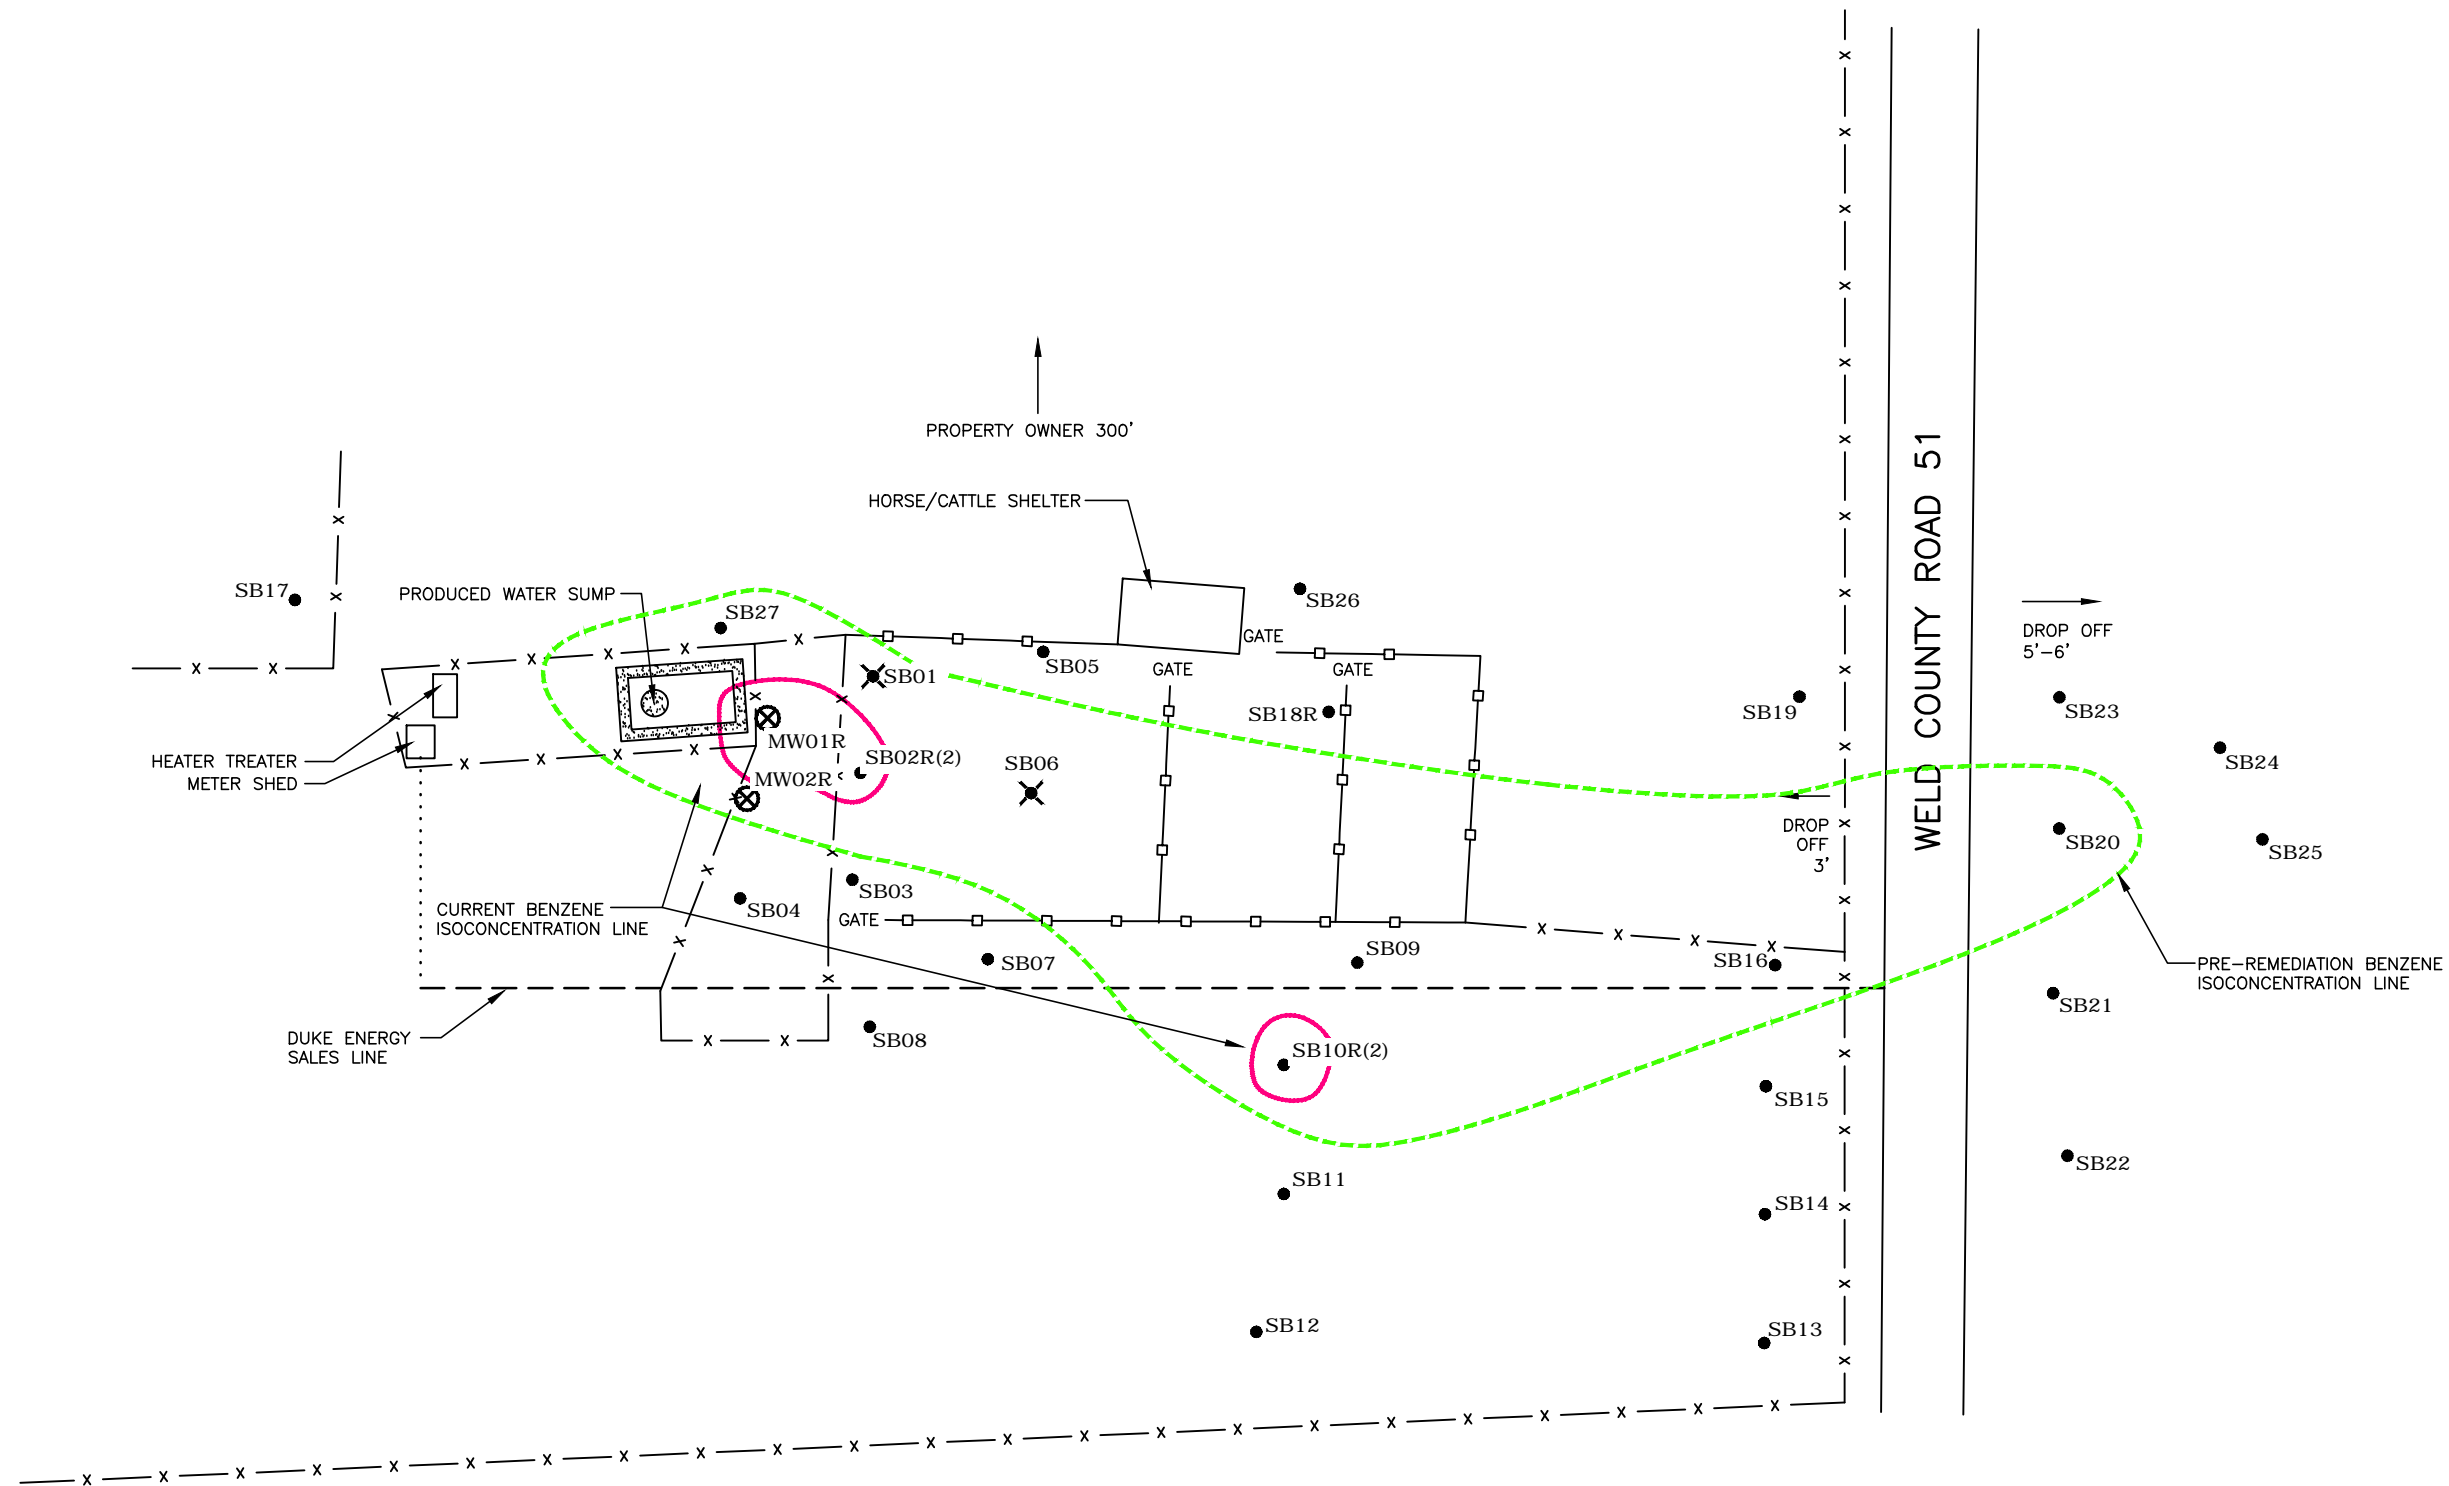 PROPERTY OWNER 300'
WELD COUNTY ROAD 51
HORSE/CATTLE SHELTER
SB17
PRODUCED WATER SUMP
SB27
SB26
GATE
DROP OFF
5'-6'
SB01
SB05
GATE
GATE
SB18R
SB19
SB23
MW01R
SB02R(2)
SB06
HEATER TREATER
METER SHED
MW02R
SB24
DROP
OFF
3'
SB20
SB25
SB03
SB04
CURRENT BENZENE
ISOCONCENTRATION LINE
GATE
SB07
SB09
SB16
PRE-REMEDIATION BENZENE
ISOCONCENTRATION LINE
SB21
DUKE ENERGY
SALES LINE
SB08
SB10R(2)
SB15
SB22
SB11
SB14
SB12
SB13